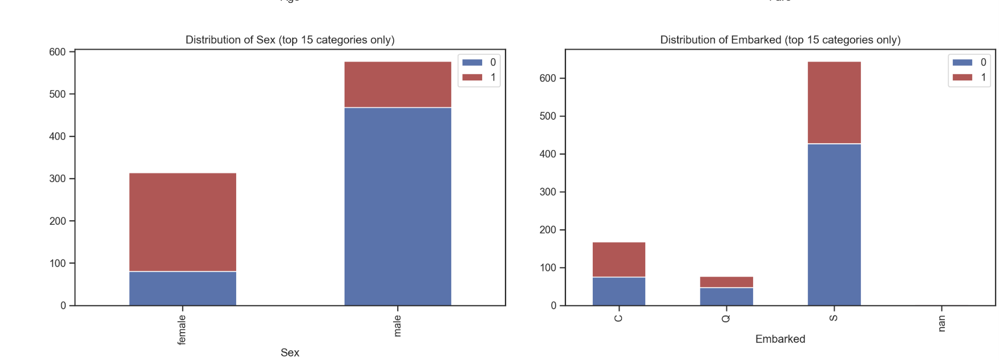 Distribution of Sex (top 15 categories only)
600
500
400
300
200
100
0
0
1
female
male
Sex
Distribution of Embarked (top 15 categories only)
600
500
400
300
200
100
0
0
1
C
Q
S
nan
Embarked